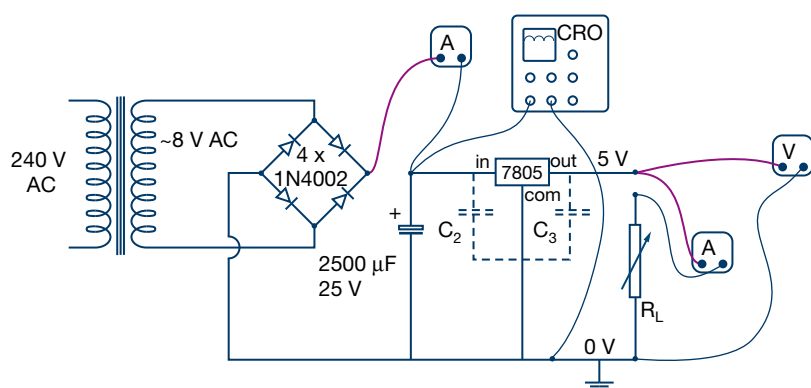 A
CRO
240 V
AC
~8 V AC
4 x
1N4002
in
7805
out
com
5 V
V
+
C2
C3
2500 µF
25 V
A
RL
0 V